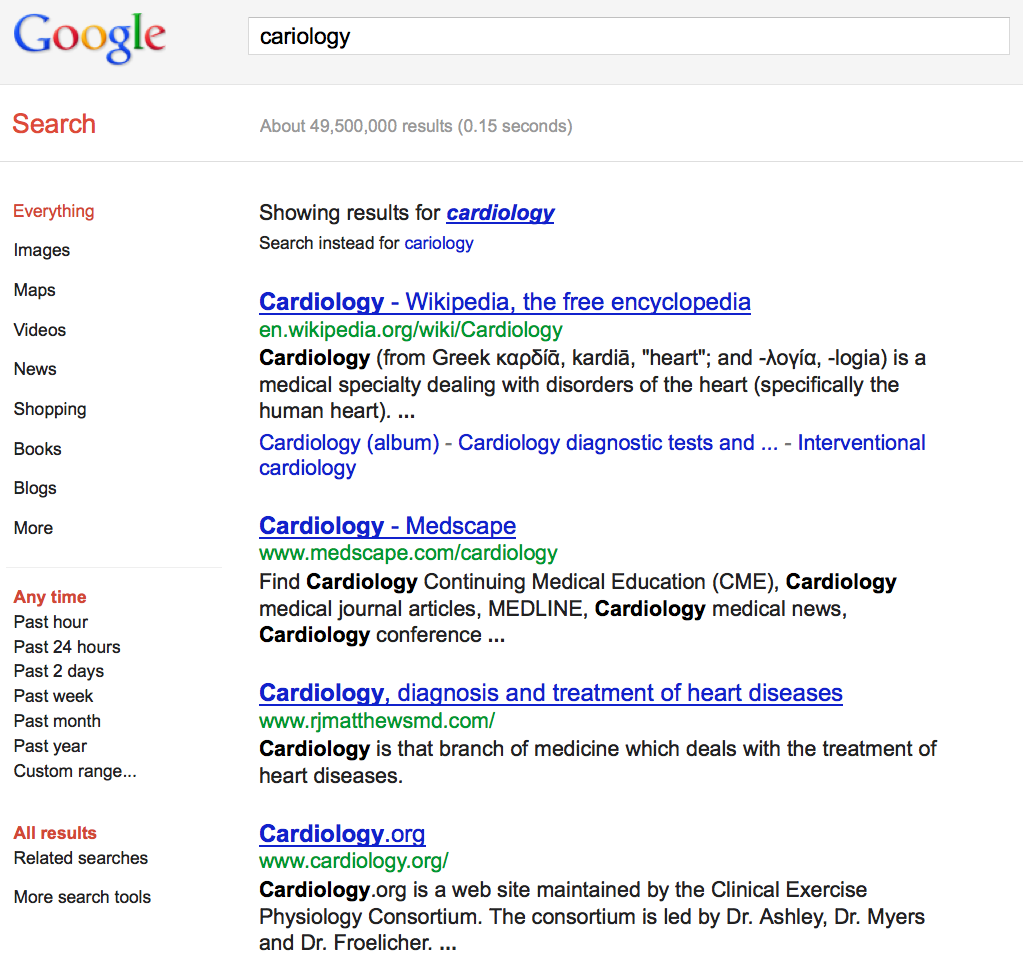 Google
cariology
Search
About 49,500,000 results (0.15 seconds)
Everything
Images
Maps
Videos
News
Shopping
Books
Blogs
More
Any time
Past hour
Past 24 hours
Past 2 days
Past week
Past month
Past year
Custom range...
All results
Related searches
More search tools
Showing results for cardiology
Search instead for cariology
Cardiology - Wikipedia, the free encyclopedia
en.wikipedia.org/wiki/Cardiology
Cardiology (from Greek καρδίᾱ, kardiā, "heart"; and -λογία, -logia) is a
medical specialty dealing with disorders of the heart (specifically the
human heart). ...
Cardiology (album) - Cardiology diagnostic tests and ... - Interventional
cardiology
Cardiology - Medscape
www.medscape.com/cardiology
Find Cardiology Continuing Medical Education (CME), Cardiology
medical journal articles, MEDLINE, Cardiology medical news,
Cardiology conference ...
Cardiology, diagnosis and treatment of heart diseases
www.rjmatthewsmd.com/
Cardiology is that branch of medicine which deals with the treatment of
heart diseases.
Cardiology.org
www.cardiology.org/
Cardiology.org is a web site maintained by the Clinical Exercise
Physiology Consortium. The consortium is led by Dr. Ashley, Dr. Myers
and Dr. Froelicher. ...